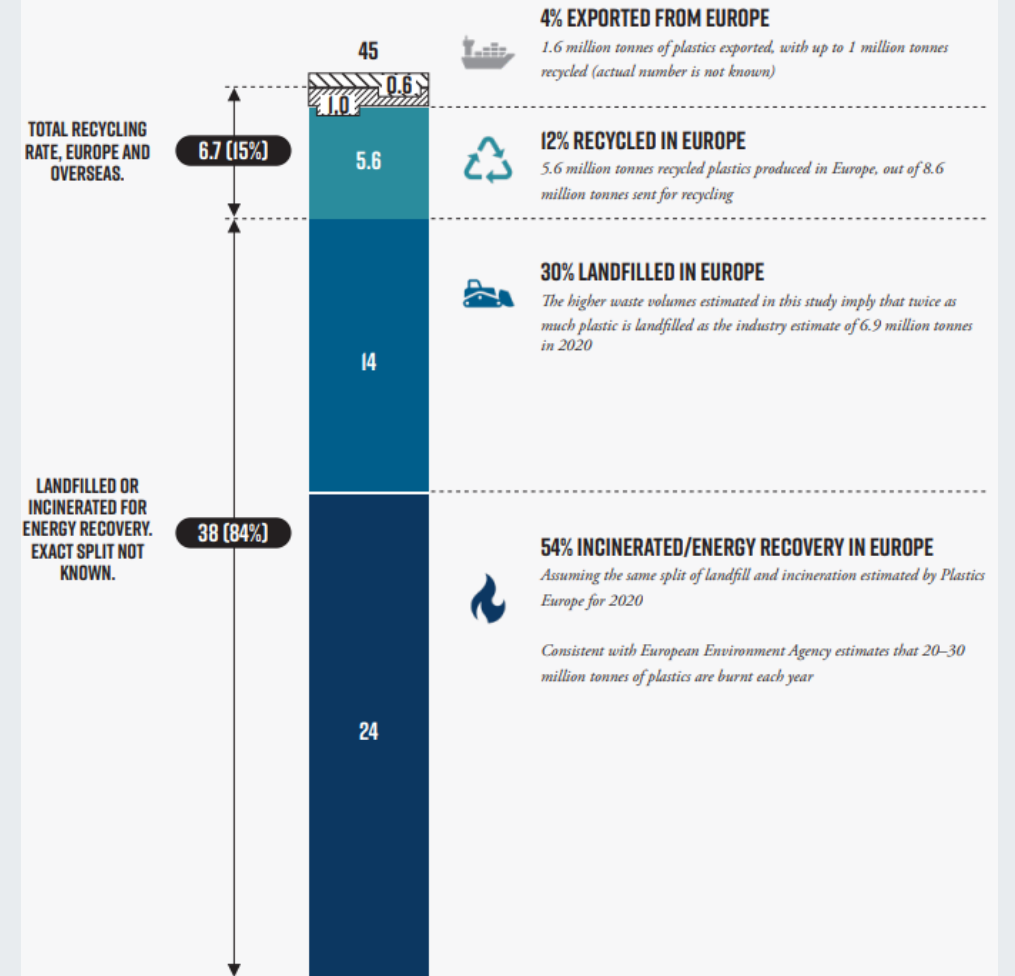 4% EXPORTED FROM EUROPE
1.6 million tonnes of plastics exported, with up to 1 million tonnes
recycled (actual number is not known)
45
0.6
1.0
TOTAL RECYCLING
RATE, EUROPE AND
OVERSEAS.
6.7 (15%)
5.6
12% RECYCLED IN EUROPE
5.6 million tonnes recycled plastics produced in Europe, out of 8.6
million tonnes sent for recycling
30% LANDFILLED IN EUROPE
The higher waste volumes estimated in this study imply that twice as
much plastic is landfilled as the industry estimate of 6.9 million tonnes
in 2020
14
LANDFILLED OR
INCINERATED FOR
ENERGY RECOVERY.
EXACT SPLIT NOT
KNOWN.
38 (84%)
54% INCINERATED/ENERGY RECOVERY IN EUROPE
Assuming the same split of landfill and incineration estimated by Plastics
Europe for 2020
Consistent with European Environment Agency estimates that 20–30
million tonnes of plastics are burnt each year
24